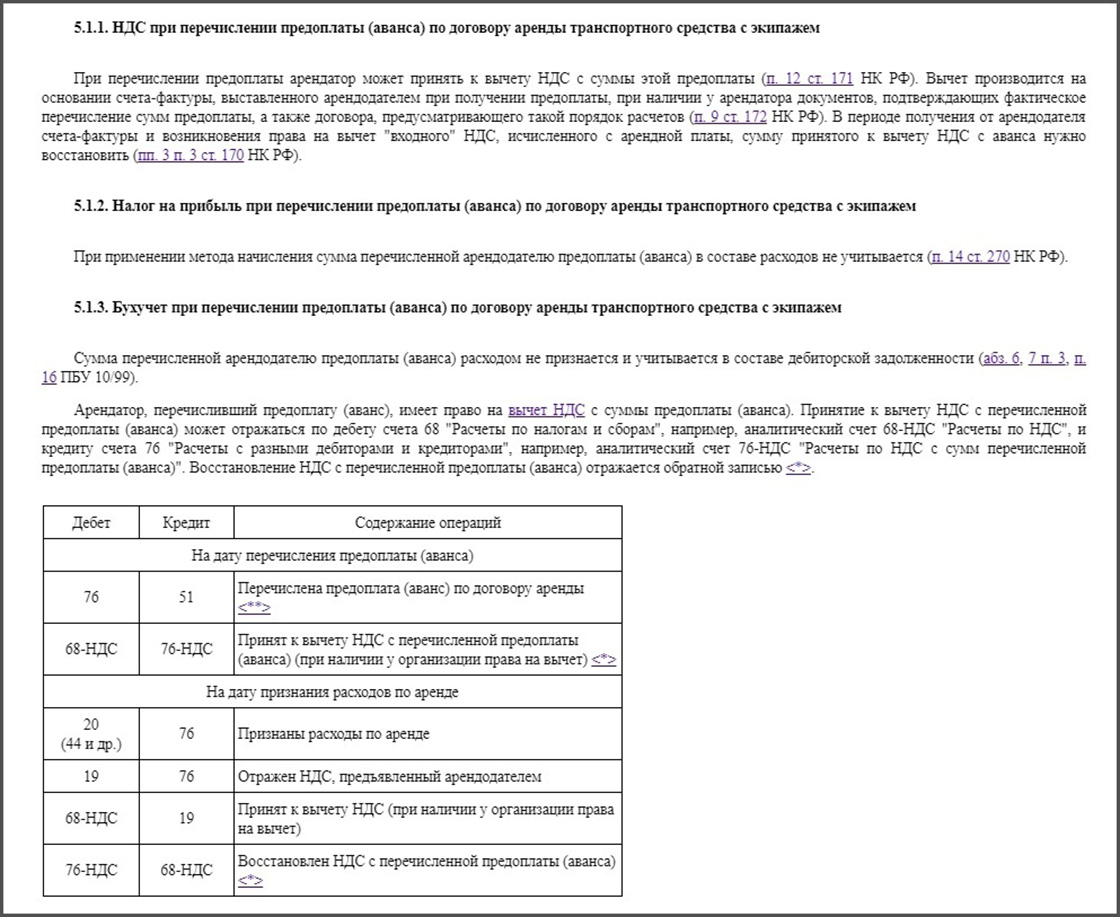 5.1.1. НДС при перечислении предоплаты (аванса) по договору аренды транспортного средства с экипажем
При перечислении предоплаты арендатор может принять к вычету НДС с суммы этой предоплаты (п. 12 ст. 171 НК РФ). Вычет производится на
основании счета-фактуры, выставленного арендодателем при получении предоплаты, при наличии у арендатора документов, подтверждающих фактическое
перечисление сумм предоплаты, а также договора, предусматривающего такой порядок расчетов (п. 9 ст. 172 НК РФ). В периоде получения от арендодателя
счета-фактуры и возникновения права на вычет "входного" НДС, исчисленного с арендной платы, сумму принятого к вычету НДС с аванса нужно
восстановить (пп. 3 п. 3 ст. 170 НК РФ).
5.1.2. Налог на прибыль при перечислении предоплаты (аванса) по договору аренды транспортного средства с экипажем
При применении метода начисления сумма перечисленной арендодателю предоплаты (аванса) в составе расходов не учитывается (п. 14 ст. 270 НК РФ).
5.1.3. Бухучет при перечислении предоплаты (аванса) по договору аренды транспортного средства с экипажем
Сумма перечисленной арендодателю предоплаты (аванса) расходом не признается и учитывается в составе дебиторской задолженности (абз. 6, 7 п. 3, п.
16 ПБУ 10/99).
Арендатор, перечисливший предоплату (аванс), имеет право на вычет НДС с суммы предоплаты (аванса). Принятие к вычету НДС с перечисленной
предоплаты (аванса) может отражаться по дебету счета 68 "Расчеты по налогам и сборам", например, аналитический счет 68-НДС "Расчеты по НДС", и
кредиту счета 76 "Расчеты с разными дебиторами и кредиторами", например, аналитический счет 76-НДС "Расчеты по НДС с сумм перечисленной
предоплаты (аванса)". Восстановление НДС с перечисленной предоплаты (аванса) отражается обратной записью <*>.
Дебет Кредит Содержание операций
На дату перечисления предоплаты (аванса)
76 51 Перечислена предоплата (аванс) по договору аренды
<**>
68-НДС 76-НДС Принят к вычету НДС с перечисленной предоплаты
(аванса) (при наличии у организации права на вычет) <*>
На дату признания расходов по аренде
20
(44 и др.) 76 Признаны расходы по аренде
19 76 Отражен НДС, предъявленный арендодателем
68-НДС 19 Принят к вычету НДС (при наличии у организации права
на вычет)
76-НДС 68-НДС Восстановлен НДС с перечисленной предоплаты (аванса)
<*>